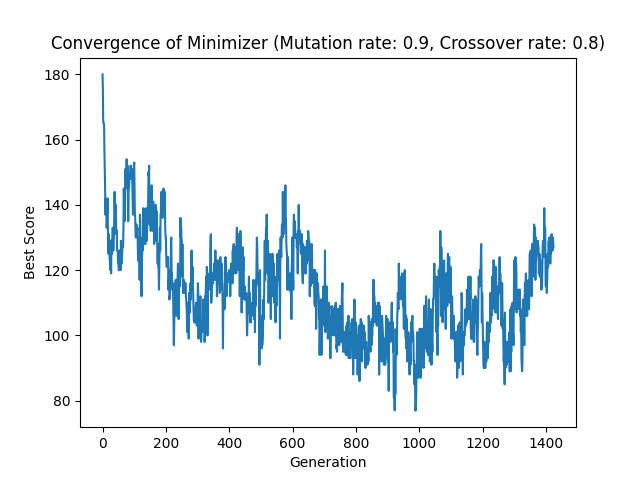 Convergence of Minimizer (Mutation rate: 0.9, Crossover rate: 0.8)
180
160
140
120
100
80
Best Score
0 200 400 600 800 1000 1200 1400
Generation